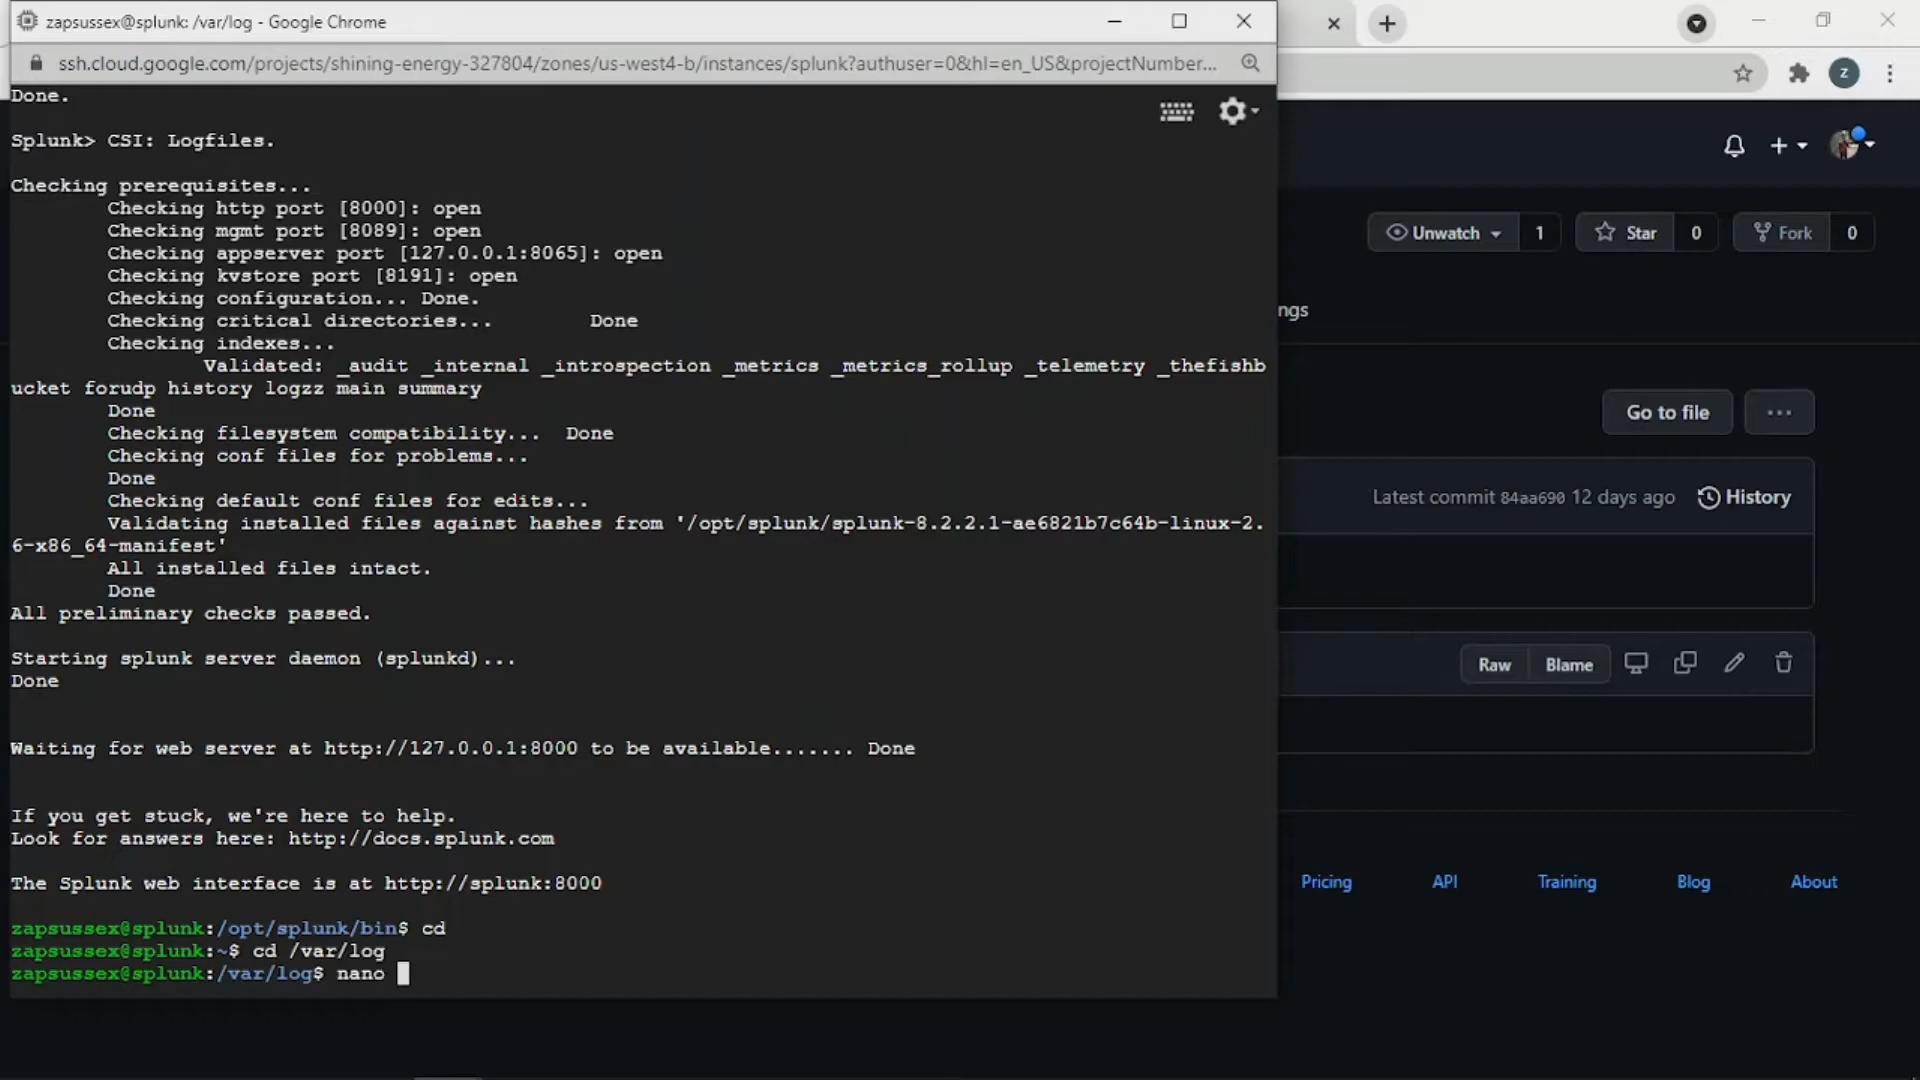 zapsussex@splunk: /var/log - Google Chrome
ssh.cloud.google.com/projects/shining-energy-327804/zones/us-west4-b/instances/splunk?authuser=0&hl=en_US&projectNumber...
Z
Done.
Splunk> CSI: Logfiles.
Checking prerequisites...
Checking http port [8000]: open
Checking mgmt port [8089]: open
Checking appserver port [127.0.0.1:8065]: open
Checking kvstore port [8191]: open
Checking configuration... Done.
Checking critical directories... Done
Checking indexes...
Validated: _audit _internal _introspection _metrics _metrics_rollup _telemetry _thefishb
ucket forudp history logzz main summary
Done
Checking filesystem compatibility... Done
Checking conf files for problems...
Done
Checking default conf files for edits...
Validating installed files against hashes from '/opt/splunk/splunk-8.2.2.1-ae6821b7c64b-linux-2.
6-x86_64-manifest'
All installed files intact.
Done
All preliminary checks passed.
Starting splunk server daemon (splunkd)...
Done
Waiting for web server at http://127.0.0.1:8000 to be available....... Done
If you get stuck, we're here to help.
Look for answers here: http://docs.splunk.com
The Splunk web interface is at http://splunk:8000
zapsussex@splunk:/opt/splunk/bin$ cd
zapsussex@splunk:~$ cd /var/log
zapsussex@splunk:/var/log$ nano
Unwatch 1 Star 0 Fork 0
ngs
Go to file ...
Latest commit 84aa690 12 days ago History
Raw Blame
Pricing API Training Blog About